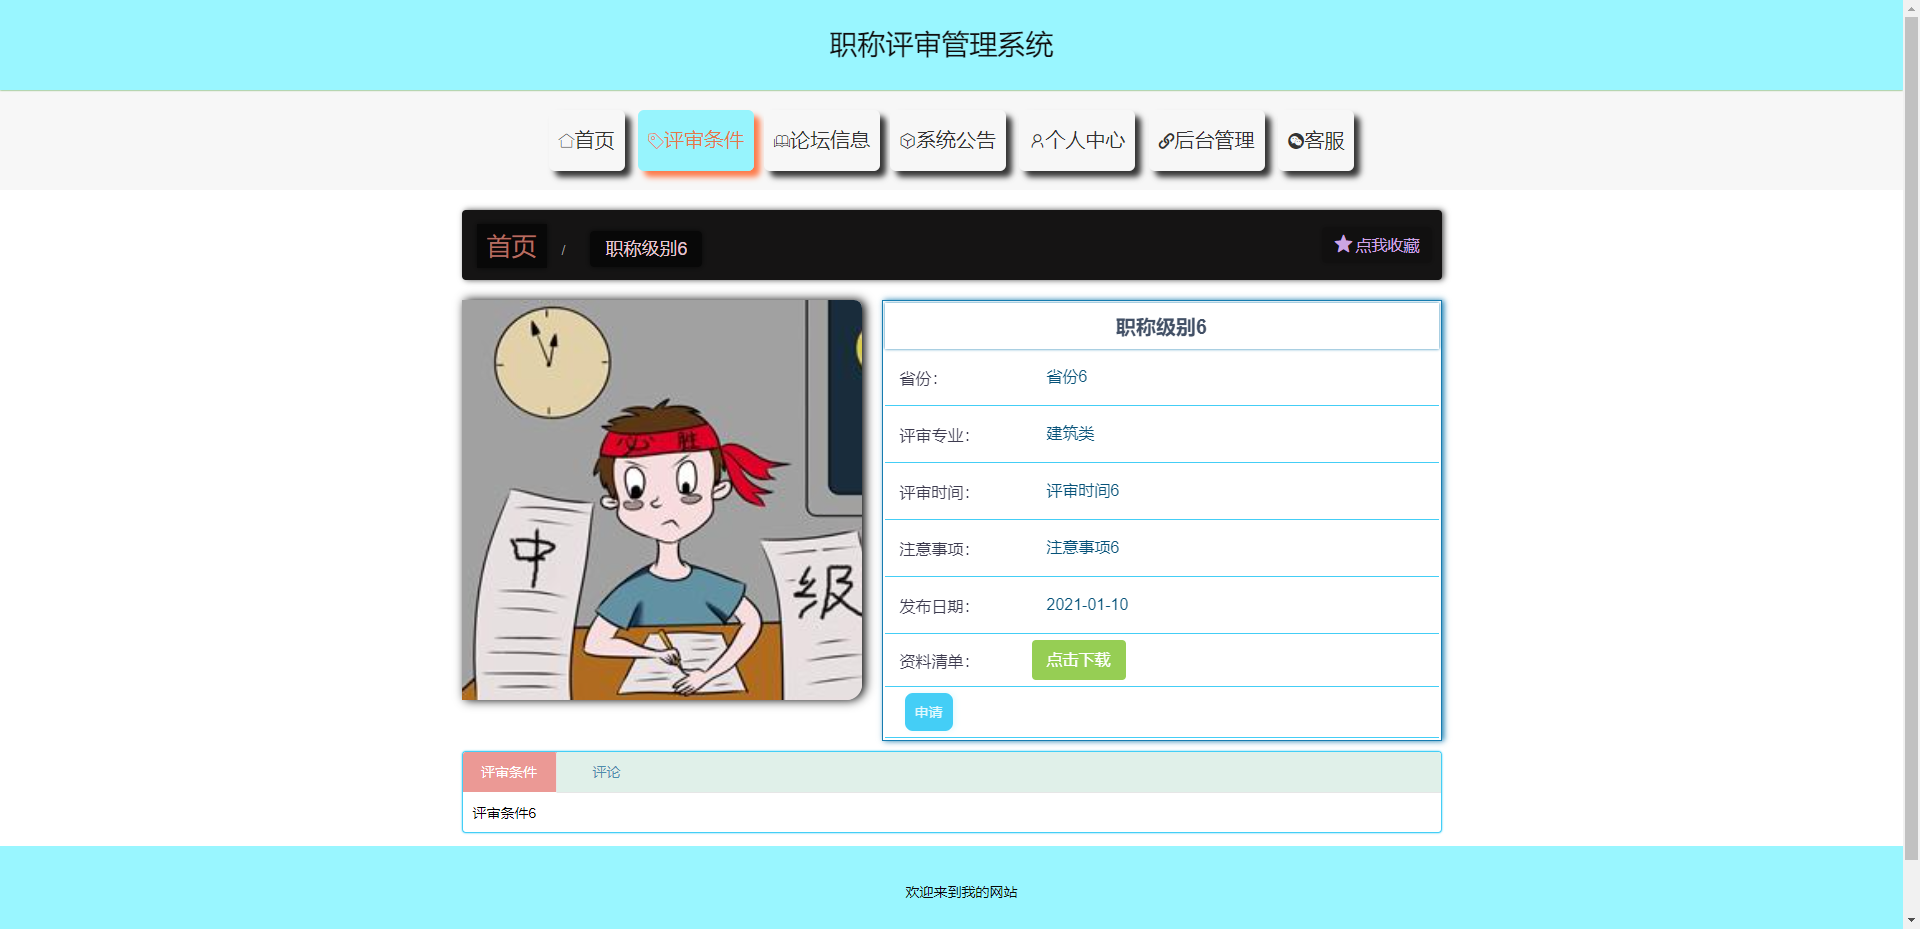 职称评审管理系统
首页 评审条件 论坛信息 系统公告 个人中心 后台管理 客服
首页 / 职称级别6 点我收藏
必 胜
中
级
职称级别6
省份： 省份6
评审专业： 建筑类
评审时间： 评审时间6
注意事项： 注意事项6
发布日期： 2021-01-10
资料清单： 点击下载
申请
评审条件 评论
评审条件6
欢迎来到我的网站